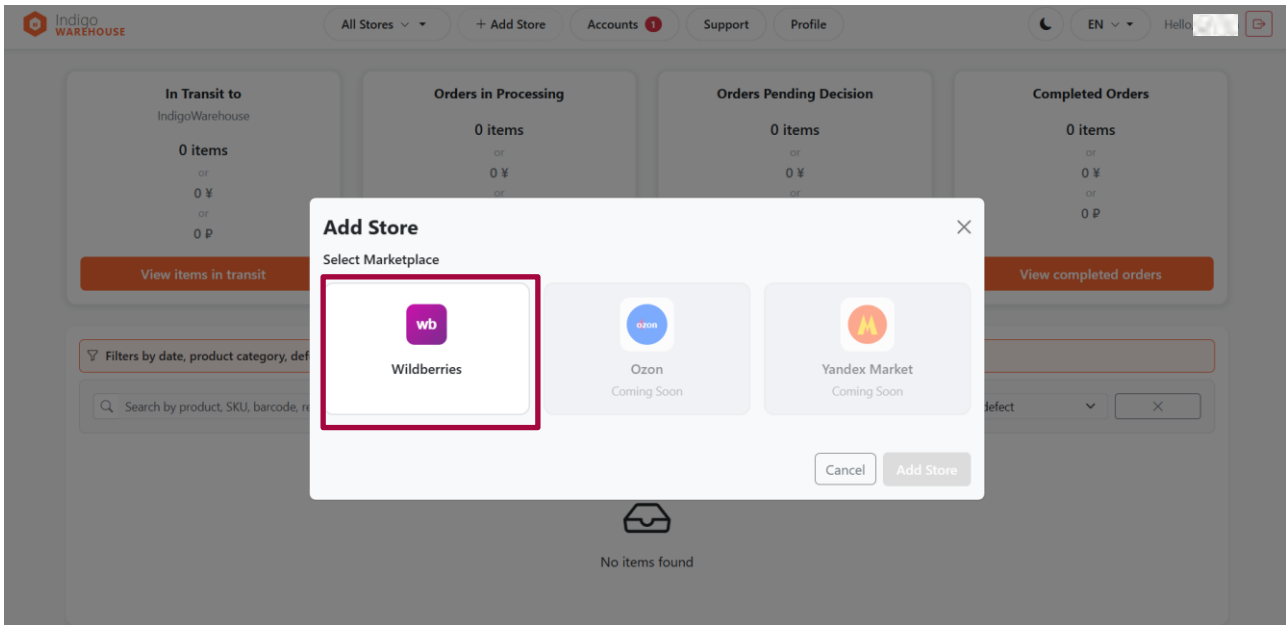 Indigo
WAREHOUSE
All Stores
+ Add Store
Accounts 1
Support
Profile
EN
Hello
In Transit to
IndigoWarehouse
0 items
or
0 ¥
or
0 ₽
View items in transit
Orders in Processing
0 items
or
0 ¥
or
Orders Pending Decision
0 items
or
0 ¥
or
Completed Orders
0 items
or
0 ¥
or
0 ₽
View completed orders
Add Store
Select Marketplace
wb
Wildberries
ozon
Ozon
Coming Soon
Yandex Market
Coming Soon
Cancel
Add Store
Filters by date, product category, def
Search by product, SKU, barcode, re
defect
No items found